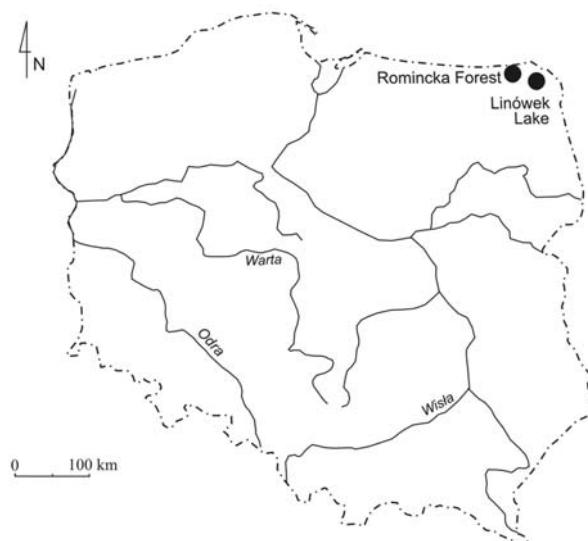 N
Romincka Forest
Linówek
Lake
Warta
Odra
Wisła
0 100 km